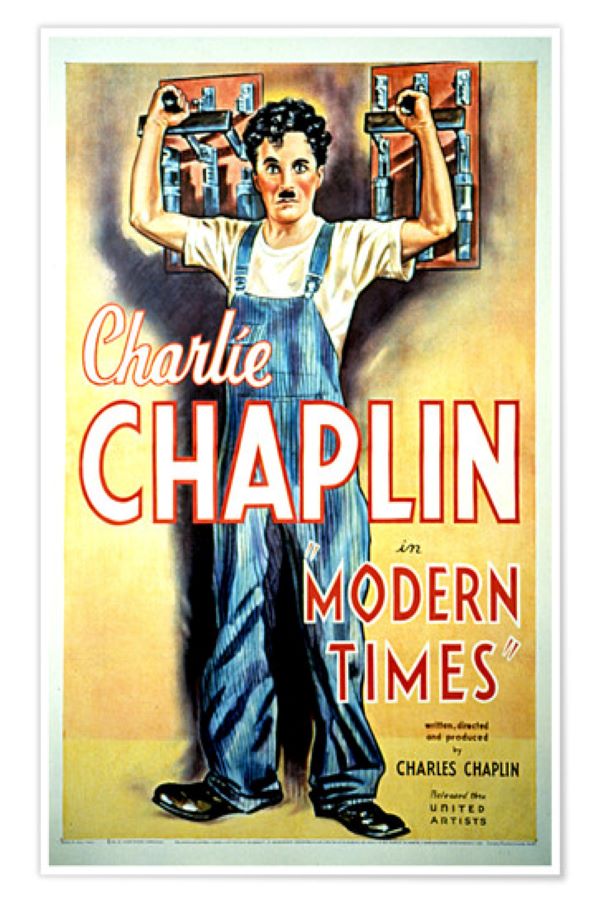 Charlie
CHAPLIN
in
"MODERN
TIMES"
written, directed
and produced
by
CHARLES CHAPLIN
Released thru
UNITED
ARTISTS